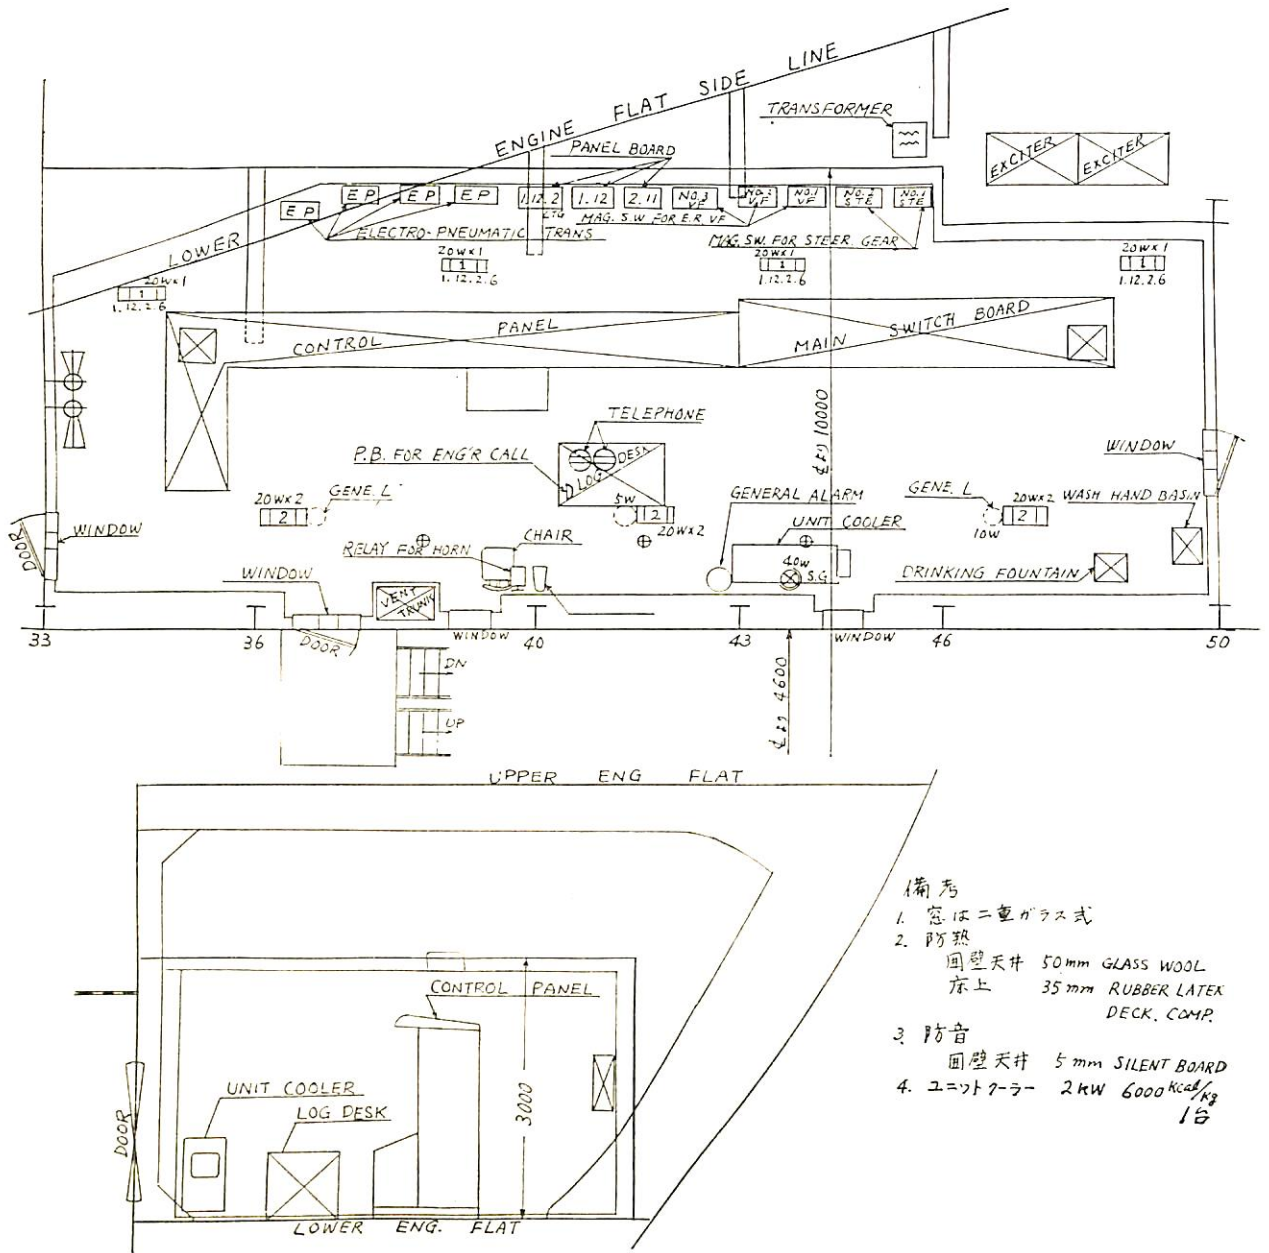 ENGINE FLAT SIDE LINE
TRANSFORMER
PANEL BOARD
EXCITER
EXCITER
E P
E P
E P
E P
1.12.2
LTG
1.12
2.11
NO.3 VF
NO.2 VF
NO.1 VF
NO.2 STE
NO.1 STE
MAG. S.W FOR E.R VF
ELECTRO-PNEUMATIC TRANS
MAG. SW. FOR STEER. GEAR
LOWER
20W×1
1
1.12.2.6
20W×1
1
1.12.2.6
20W×1
1
1.12.2.6
20W×1
1
1.12.2.6
CONTROL PANEL
MAIN SWITCH BOARD
TELEPHONE
10000
P.B. FOR ENG'R CALL
LOG DESK
WINDOW
20W×2
2
GENE. L
5W
2
20W×2
GENERAL ALARM
GENE. L
10W
20W×2
2
WASH HAND BASIN
UNIT COOLER
DOOR
WINDOW
RELAY FOR HORN
CHAIR
40W
S.G
DRINKING FOUNTAIN
WINDOW
VENT TRUNK
DOOR
WINDOW
WINDOW
33 36 40 43 46 50
DN
UP
4600
UPPER ENG FLAT
CONTROL PANEL
UNIT COOLER
LOG DESK
3000
DOOR
LOWER ENG. FLAT
備考
1. 窓は二重ガラス式
2. 防熱
囲壁天井 50mm GLASS WOOL
床上 35mm RUBBER LATEX
DECK. COMP.
3. 防音
囲壁天井 5mm SILENT BOARD
4. ユニットクーラー 2KW 6000 Kcal/Kg
1台